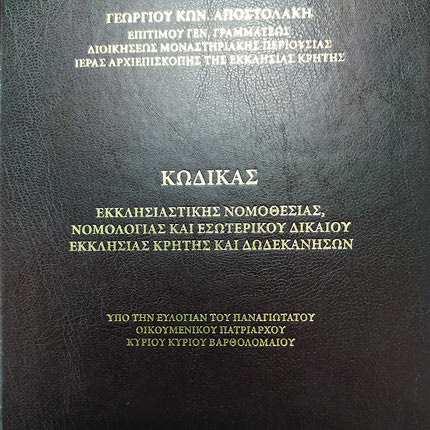 ΓΕΩΡΓΙΟΥ ΚΩΝ. ΑΠΟΣΤΟΛΑΚΗ
ΕΠΙΤΙΜΟΥ ΓΕΝ. ΓΡΑΜΜΑΤΕΩΣ
ΔΙΟΙΚΗΣΕΩΣ ΜΟΝΑΣΤΗΡΙΑΚΗΣ ΠΕΡΙΟΥΣΙΑΣ
ΙΕΡΑΣ ΑΡΧΙΕΠΙΣΚΟΠΗΣ ΤΗΣ ΕΚΚΛΗΣΙΑΣ ΚΡΗΤΗΣ
ΚΩΔΙΚΑΣ
ΕΚΚΛΗΣΙΑΣΤΙΚΗΣ ΝΟΜΟΘΕΣΙΑΣ,
ΝΟΜΟΛΟΓΙΑΣ ΚΑΙ ΕΣΩΤΕΡΙΚΟΥ ΔΙΚΑΙΟΥ
ΕΚΚΛΗΣΙΑΣ ΚΡΗΤΗΣ ΚΑΙ ΔΩΔΕΚΑΝΗΣΩΝ
ΥΠΟ ΤΗΝ ΕΥΛΟΓΙΑΝ ΤΟΥ ΠΑΝΑΓΙΩΤΑΤΟΥ
ΟΙΚΟΥΜΕΝΙΚΟΥ ΠΑΤΡΙΑΡΧΟΥ
ΚΥΡΙΟΥ ΚΥΡΙΟΥ ΒΑΡΘΟΛΟΜΑΙΟΥ